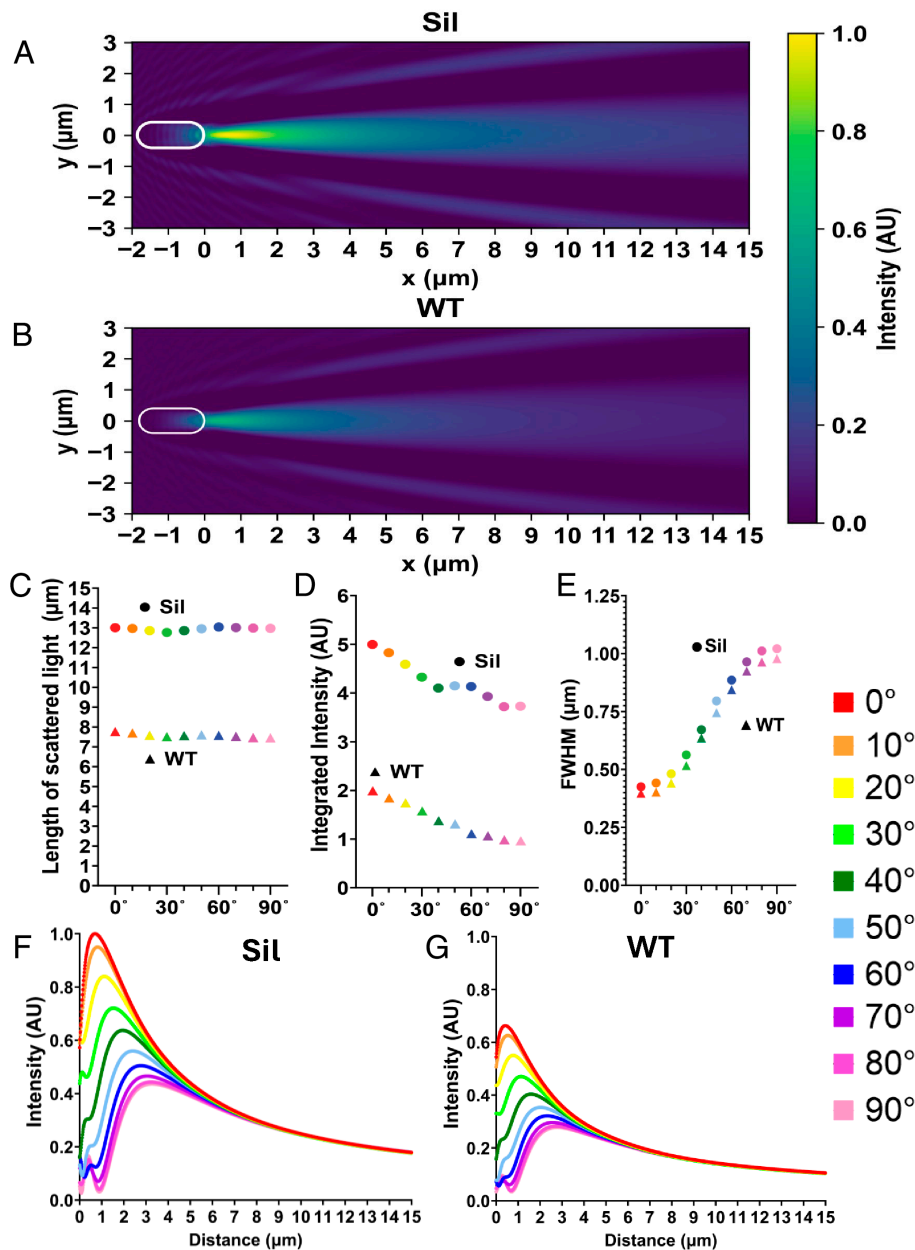 Sil
A
3
2
1
0
−1
−2
−3
y (µm)
−2 −1 0 1 2 3 4 5 6 7 8 9 10 11 12 13 14 15
x (µm)
1.0
0.8
0.6
0.4
0.2
0.0
Intensity (AU)
WT
B
3
2
1
0
−1
−2
−3
y (µm)
−2 −1 0 1 2 3 4 5 6 7 8 9 10 11 12 13 14 15
x (µm)
C
Length of scattered light (µm)
15
14
13
12
11
10
9
8
7
6
5
4
3
2
1
0
Sil
WT
0° 30° 60° 90°
D
Integrated Intensity (AU)
6
5
4
3
2
1
0
Sil
WT
0° 30° 60° 90°
E
FWHM (µm)
1.25
1.00
0.75
0.50
0.25
0.00
Sil
WT
0° 30° 60° 90°
0°
10°
20°
30°
40°
50°
60°
70°
80°
90°
F
Sil
Intensity (AU)
1.0
0.8
0.6
0.4
0.2
0.0
0 1 2 3 4 5 6 7 8 9 10 11 12 13 14 15
Distance (µm)
G
WT
Intensity (AU)
1.0
0.8
0.6
0.4
0.2
0.0
0 1 2 3 4 5 6 7 8 9 10 11 12 13 14 15
Distance (µm)